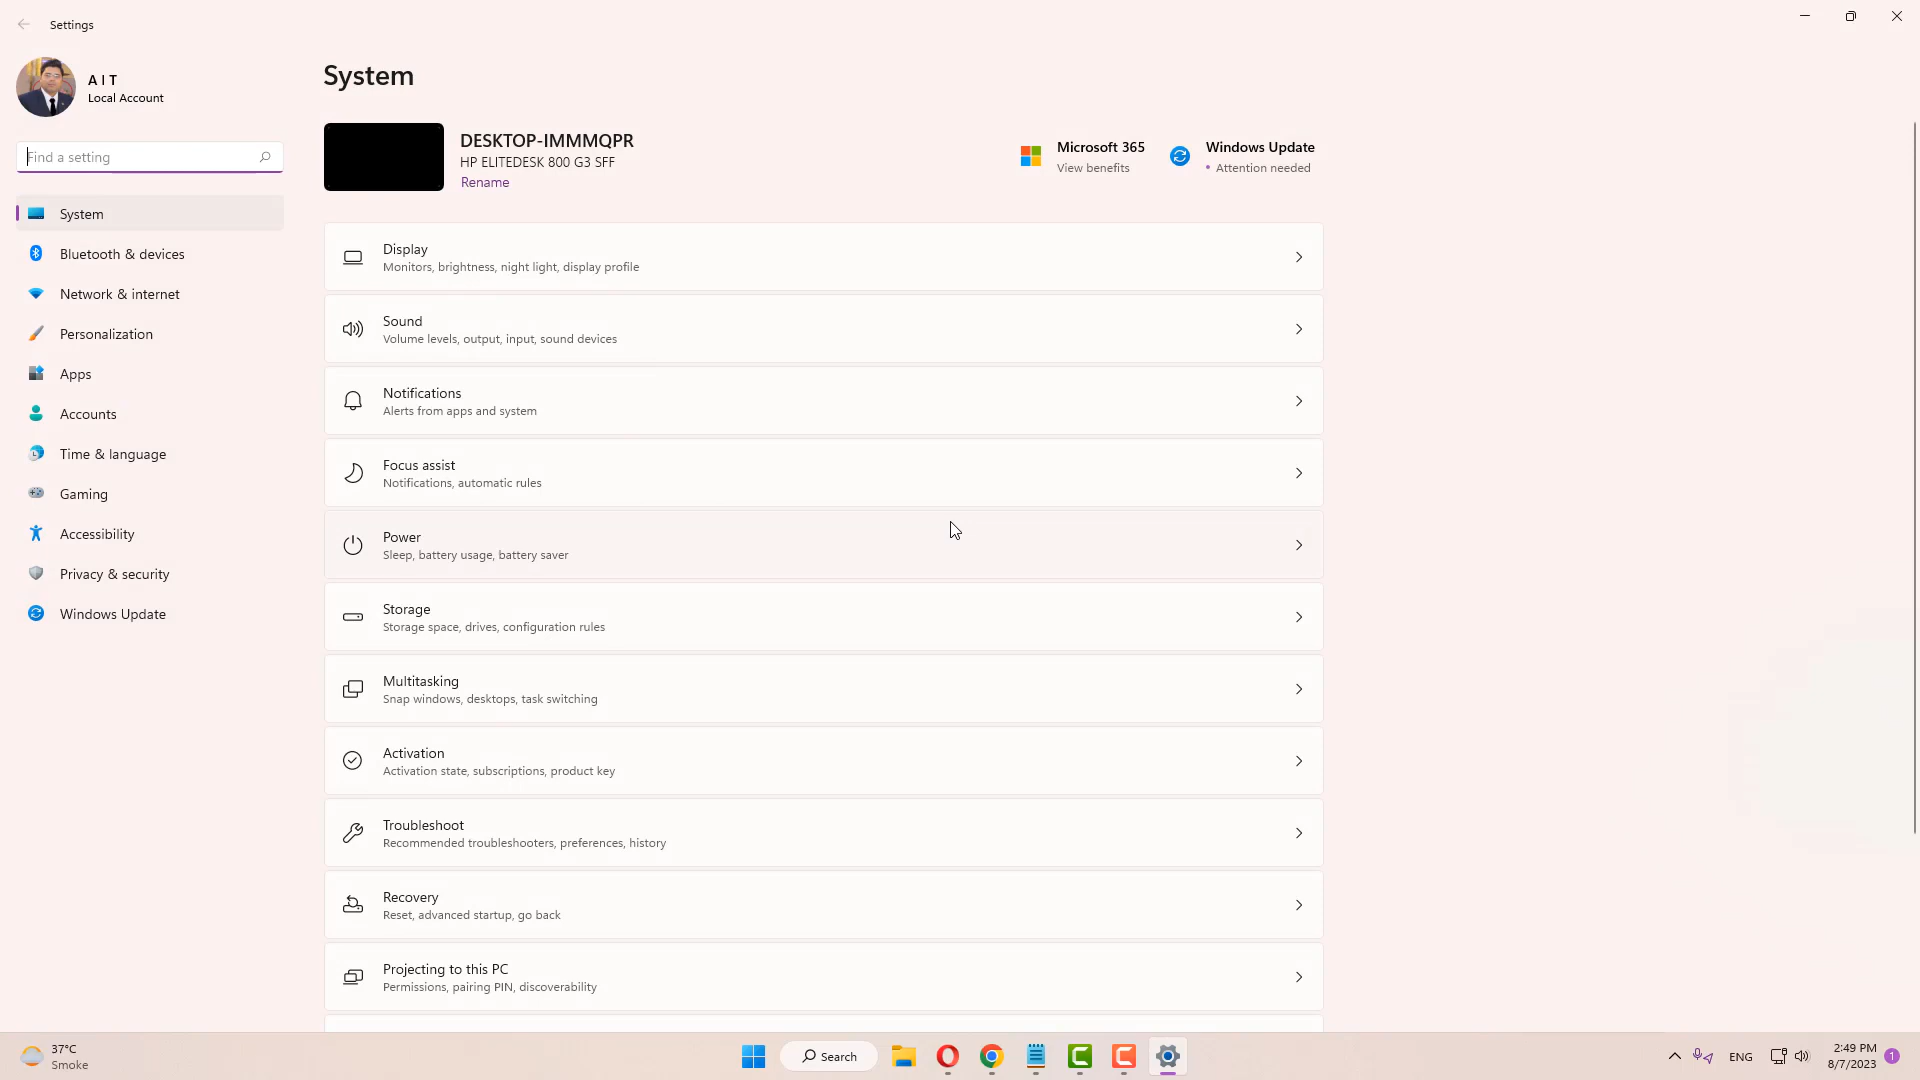 Settings
A I T
Local Account
Find a setting
System
Bluetooth & devices
Network & internet
Personalization
Apps
Accounts
Time & language
Gaming
Accessibility
Privacy & security
Windows Update
System
DESKTOP-IMMMQPR
HP ELITEDESK 800 G3 SFF
Rename
Microsoft 365
View benefits
Windows Update
• Attention needed
Display
Monitors, brightness, night light, display profile
Sound
Volume levels, output, input, sound devices
Notifications
Alerts from apps and system
Focus assist
Notifications, automatic rules
Power
Sleep, battery usage, battery saver
Storage
Storage space, drives, configuration rules
Multitasking
Snap windows, desktops, task switching
Activation
Activation state, subscriptions, product key
Troubleshoot
Recommended troubleshooters, preferences, history
Recovery
Reset, advanced startup, go back
Projecting to this PC
Permissions, pairing PIN, discoverability
37°C
Smoke
Search
ENG
2:49 PM
8/7/2023
1